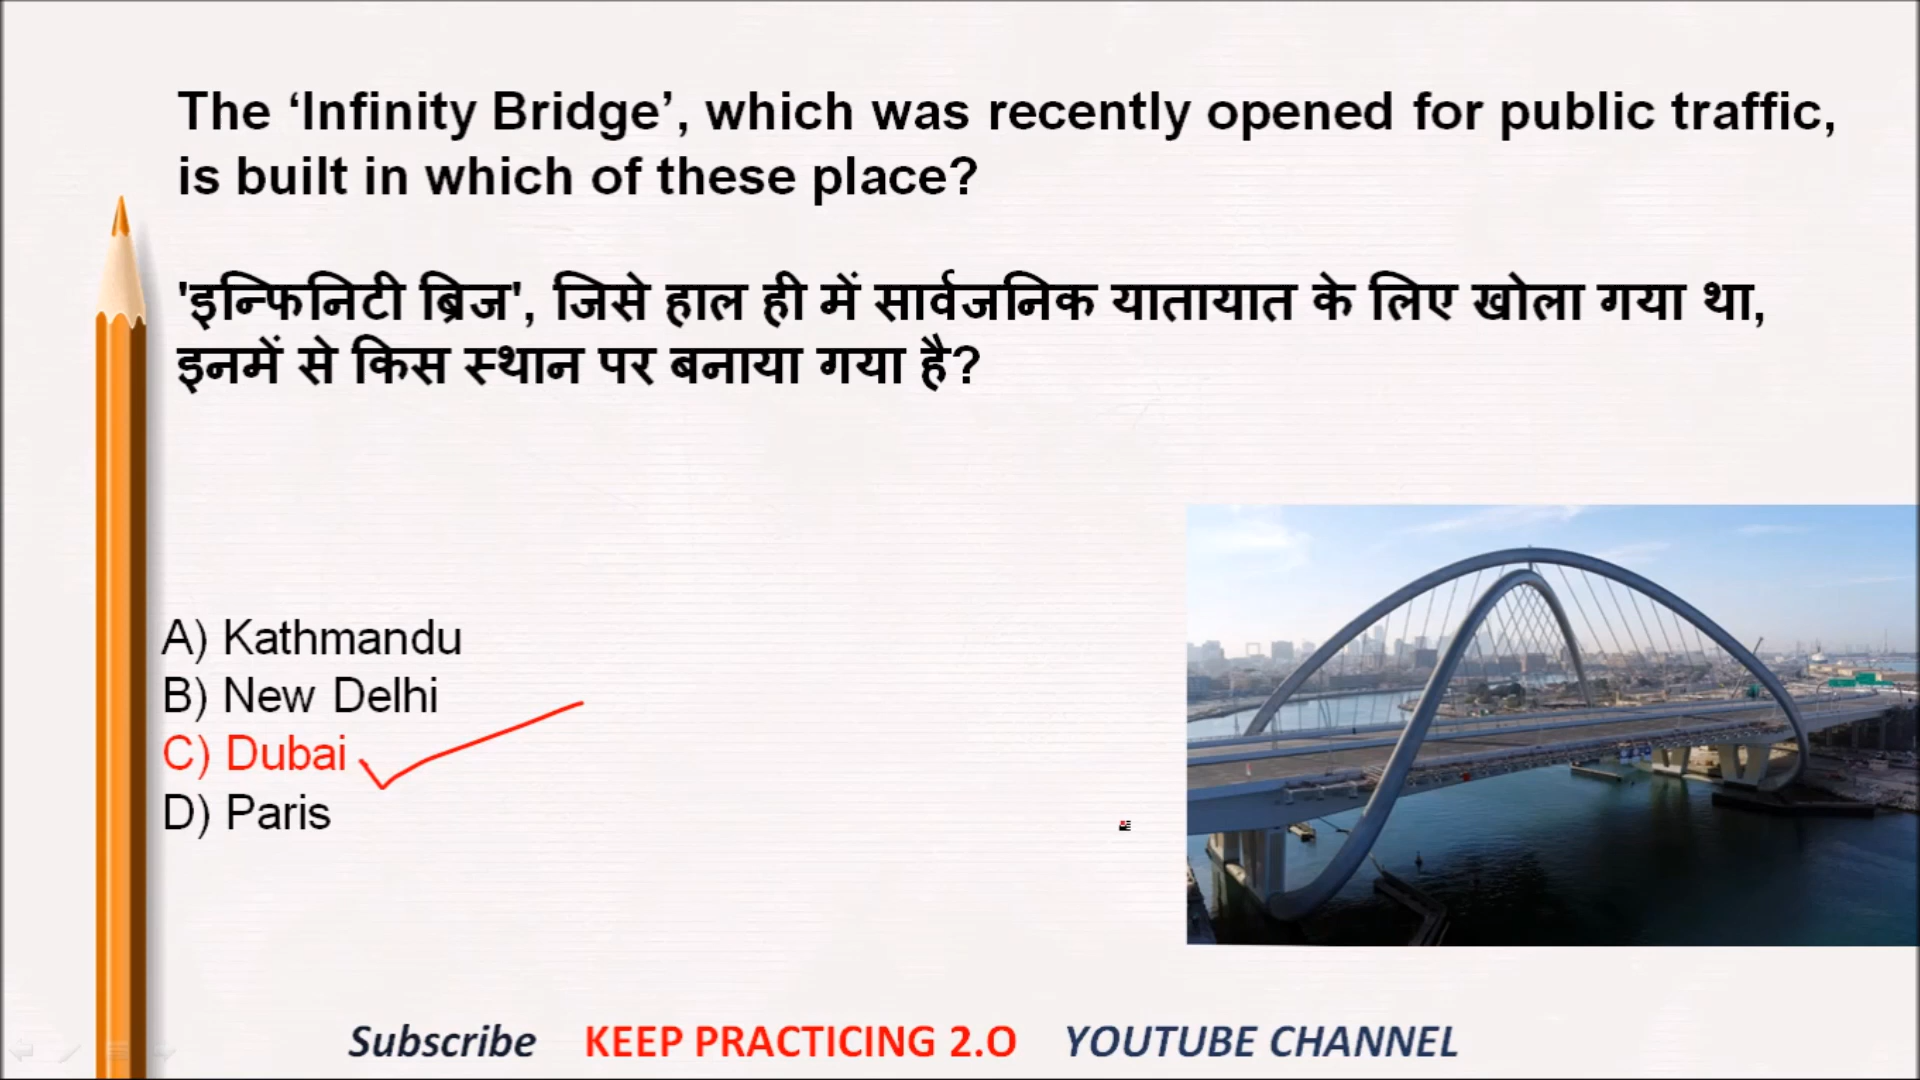 The ‘Infinity Bridge’, which was recently opened for public traffic,
is built in which of these place?
'इन्फिनिटी ब्रिज', जिसे हाल ही में सार्वजनिक यातायात के लिए खोला गया था,
इनमें से किस स्थान पर बनाया गया है?
A) Kathmandu
B) New Delhi
C) Dubai
D) Paris
Subscribe KEEP PRACTICING 2.O YOUTUBE CHANNEL